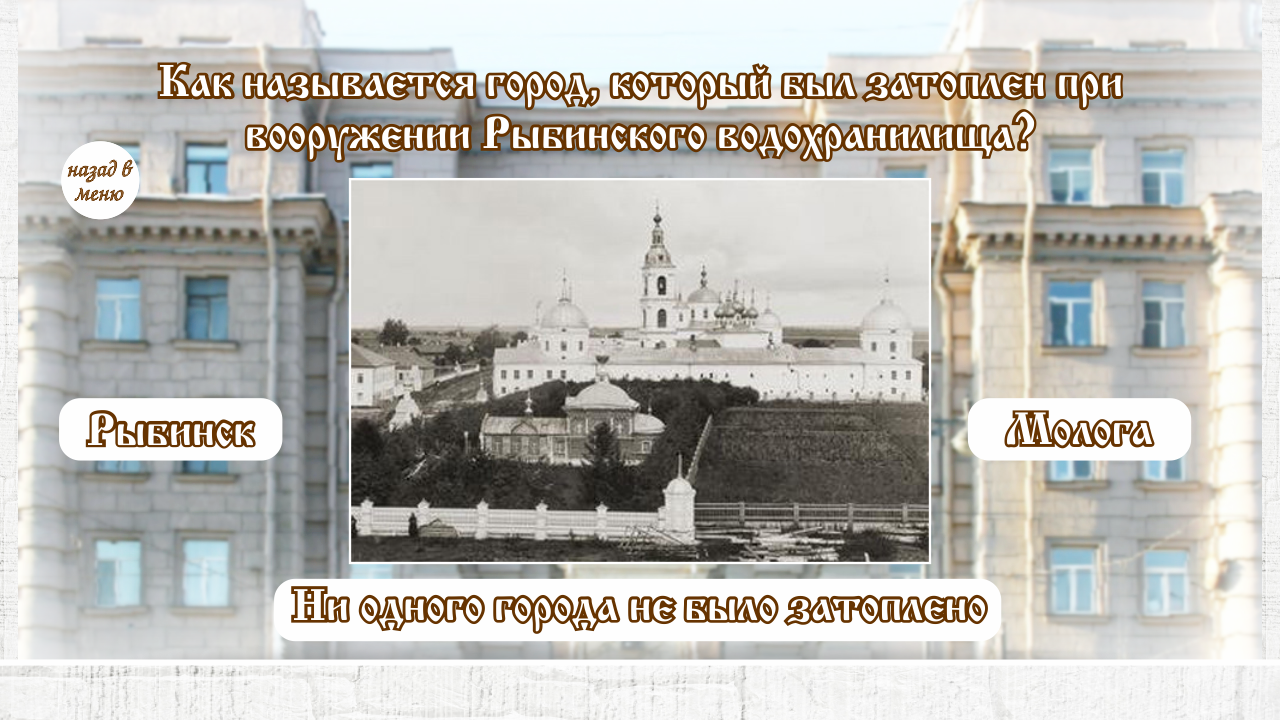 Как называется город, который был затоплен при
вооружении Рыбинского водохранилища?
назад в
меню
Рыбинск
Молога
Ни одного города не было затоплено